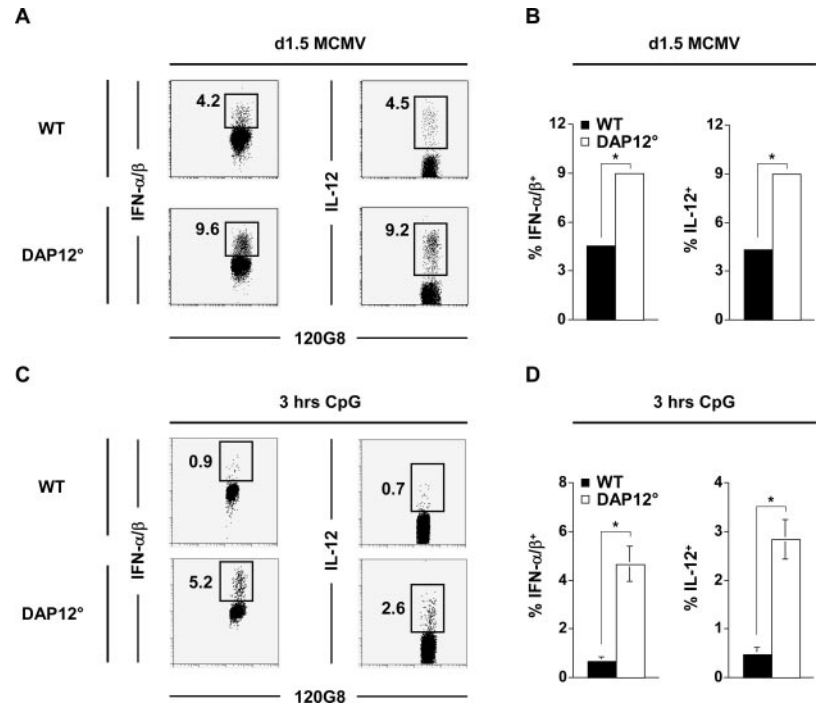 A
d1.5 MCMV
WT
IFN-α/β
4.2
IL-12
4.5
DAP12°
9.6
9.2
120G8
B
d1.5 MCMV
WT
DAP12°
*
*
% IFN-α/β⁺
12
9
6
3
0
% IL-12⁺
12
9
6
3
0
C
3 hrs CpG
WT
IFN-α/β
0.9
IL-12
0.7
DAP12°
5.2
2.6
120G8
D
3 hrs CpG
WT
DAP12°
*
*
% IFN-α/β⁺
8
6
4
2
0
% IL-12⁺
4
3
2
1
0